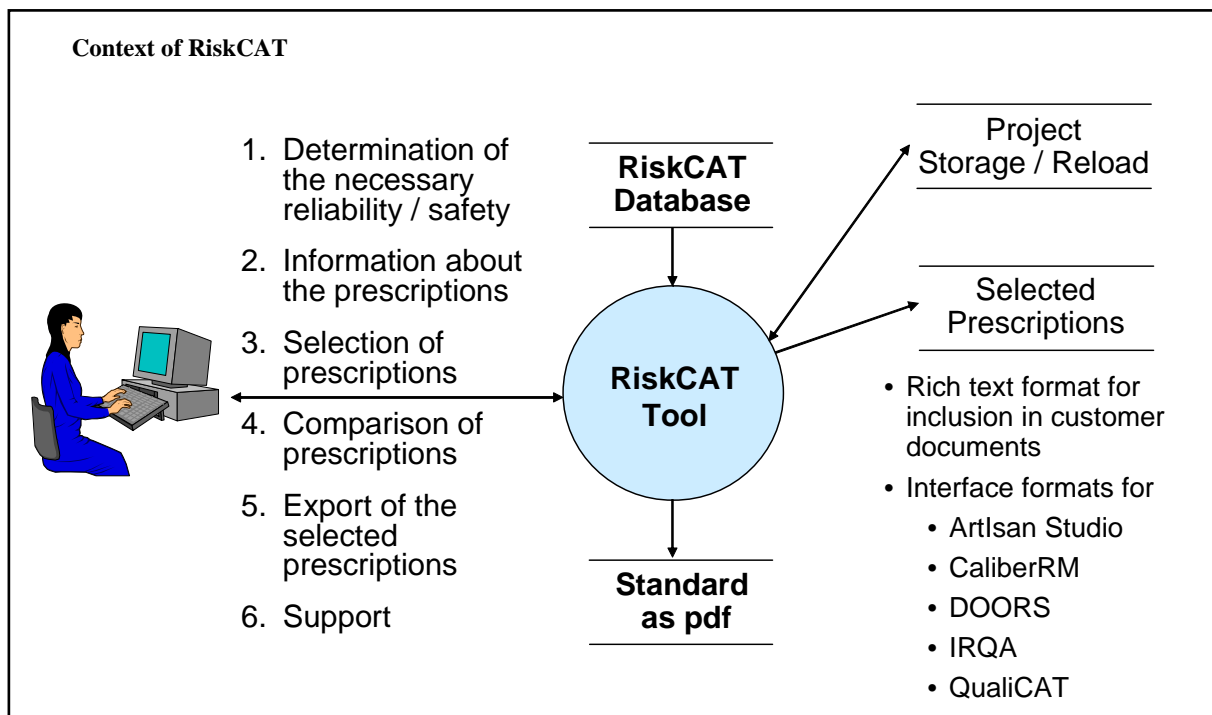 Context of RiskCAT
1. Determination of
the necessary
reliability / safety
2. Information about
the prescriptions
3. Selection of
prescriptions
4. Comparison of
prescriptions
5. Export of the
selected
prescriptions
6. Support
RiskCAT
Database
RiskCAT
Tool
Standard
as pdf
Project
Storage / Reload
Selected
Prescriptions
• Rich text format for
inclusion in customer
documents
• Interface formats for
• ArtIsan Studio
• CaliberRM
• DOORS
• IRQA
• QualiCAT